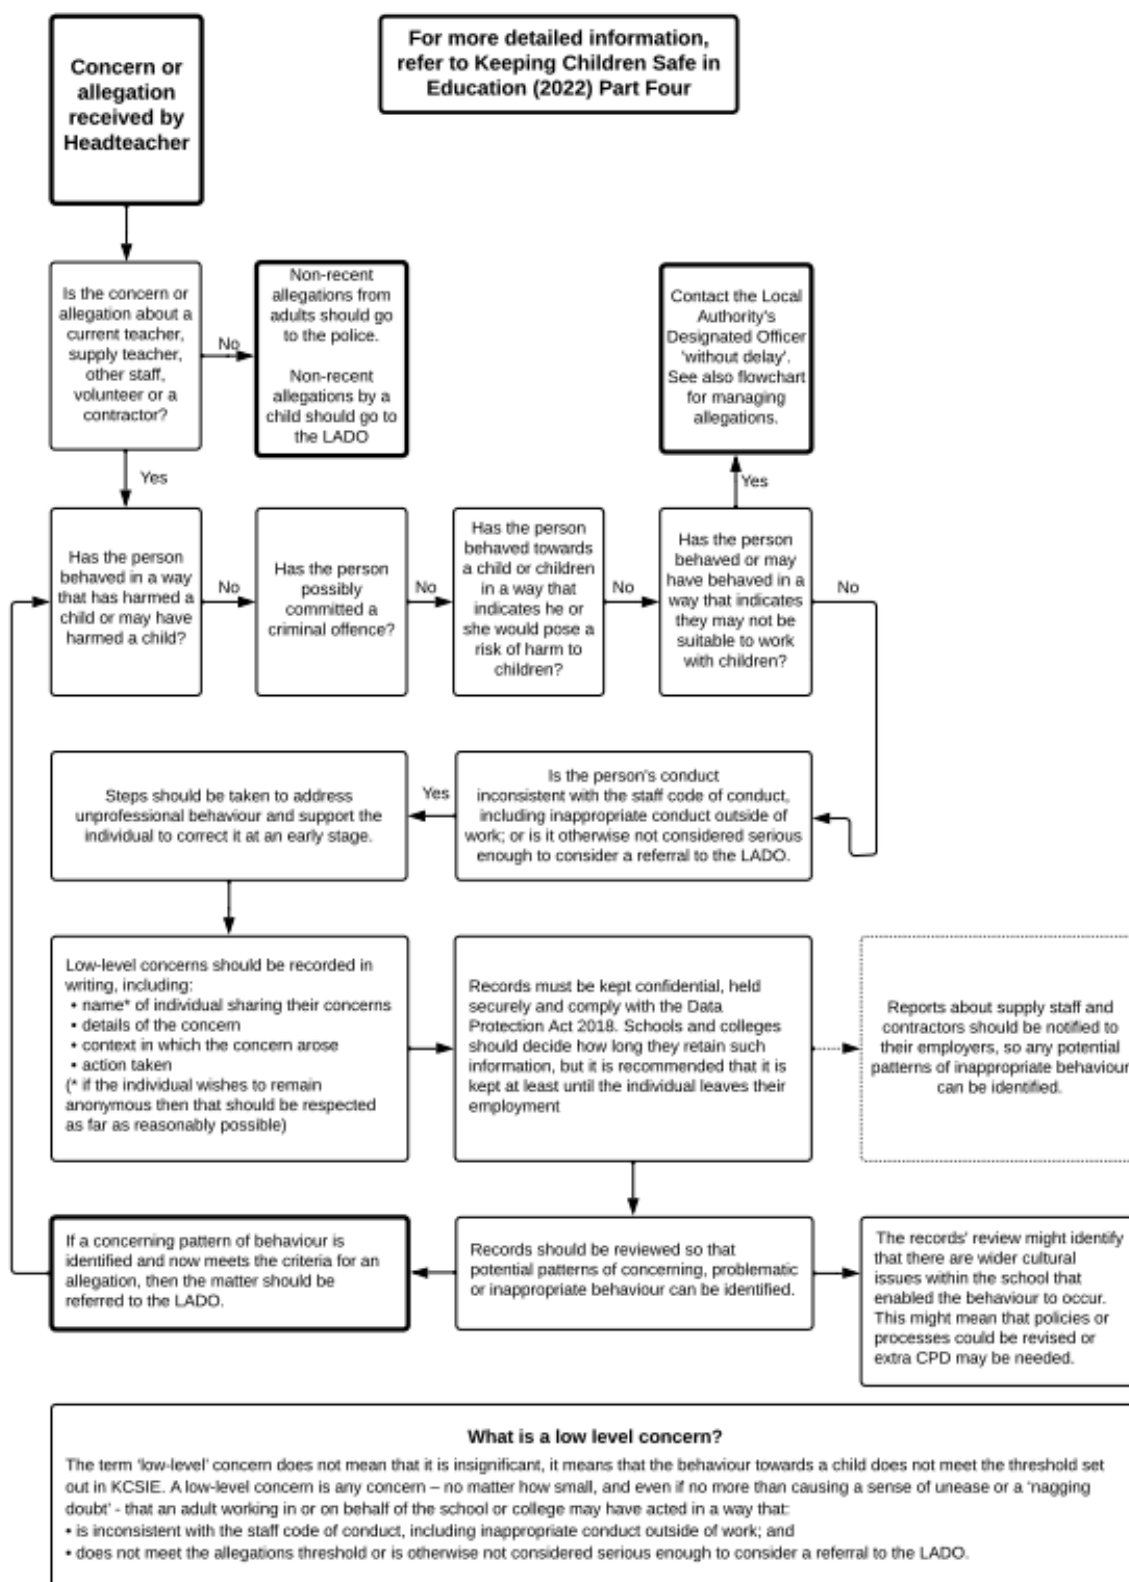 Concern or
allegation
received by
Headteacher
For more detailed information,
refer to Keeping Children Safe in
Education (2022) Part Four
Is the concern or
allegation about a
current teacher,
supply teacher,
other staff,
volunteer or a
contractor?
No
Non-recent
allegations from
adults should go
to the police.
Non-recent
allegations by a
child should go to
the LADO
Contact the Local
Authority's
Designated Officer
'without delay'.
See also flowchart
for managing
allegations.
Yes
Yes
Has the person
behaved in a way
that has harmed a
child or may have
harmed a child?
No
Has the person
possibly
committed a
criminal offence?
No
Has the person
behaved towards
a child or children
in a way that
indicates he or
she would pose a
risk of harm to
children?
No
Has the person
behaved or may
have behaved in a
way that indicates
they may not be
suitable to work
with children?
No
Steps should be taken to address
unprofessional behaviour and support the
individual to correct it at an early stage.
Yes
Is the person's conduct
inconsistent with the staff code of conduct,
including inappropriate conduct outside of
work; or is it otherwise not considered serious
enough to consider a referral to the LADO.
Low-level concerns should be recorded in
writing, including:
• name* of individual sharing their concerns
• details of the concern
• context in which the concern arose
• action taken
(* if the individual wishes to remain
anonymous then that should be respected
as far as reasonably possible)
Records must be kept confidential, held
securely and comply with the Data
Protection Act 2018. Schools and colleges
should decide how long they retain such
information, but it is recommended that it is
kept at least until the individual leaves their
employment
Reports about supply staff and
contractors should be notified to
their employers, so any potential
patterns of inappropriate behaviour
can be identified.
If a concerning pattern of behaviour is
identified and now meets the criteria for an
allegation, then the matter should be
referred to the LADO.
Records should be reviewed so that
potential patterns of concerning, problematic
or inappropriate behaviour can be identified.
The records' review might identify
that there are wider cultural
issues within the school that
enabled the behaviour to occur.
This might mean that policies or
processes could be revised or
extra CPD may be needed.
What is a low level concern?
The term 'low-level' concern does not mean that it is insignificant, it means that the behaviour towards a child does not meet the threshold set
out in KCSIE. A low-level concern is any concern – no matter how small, and even if no more than causing a sense of unease or a 'nagging
doubt' - that an adult working in or on behalf of the school or college may have acted in a way that:
• is inconsistent with the staff code of conduct, including inappropriate conduct outside of work; and
• does not meet the allegations threshold or is otherwise not considered serious enough to consider a referral to the LADO.